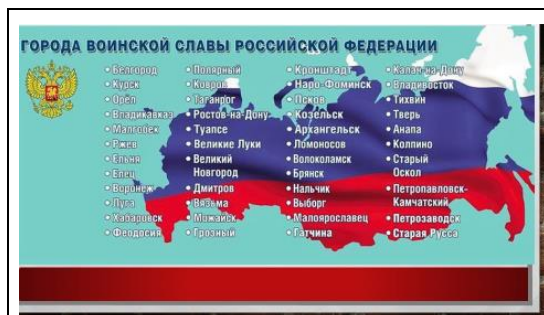 ГОРОДА ВОИНСКОЙ СЛАВЫ РОССИЙСКОЙ ФЕДЕРАЦИИ
• Белгород
• Курск
• Орёл
• Владикавказ
• Малгобек
• Ржев
• Ельня
• Елец
• Воронеж
• Луга
• Хабаровск
• Феодосия
• Полярный
• Ковров
• Таганрог
• Ростов-на-Дону
• Туапсе
• Великие Луки
• Великий
Новгород
• Дмитров
• Вязьма
• Можайск
• Грозный
• Кронштадт
• Наро-Фоминск
• Псков
• Козельск
• Архангельск
• Ломоносов
• Волоколамск
• Брянск
• Нальчик
• Выборг
• Малоярославец
• Гатчина
• Калач-на-Дону
• Владивосток
• Тихвин
• Тверь
• Анапа
• Колпино
• Старый
Оскол
• Петропавловск-
Камчатский
• Петрозаводск
• Старая Русса